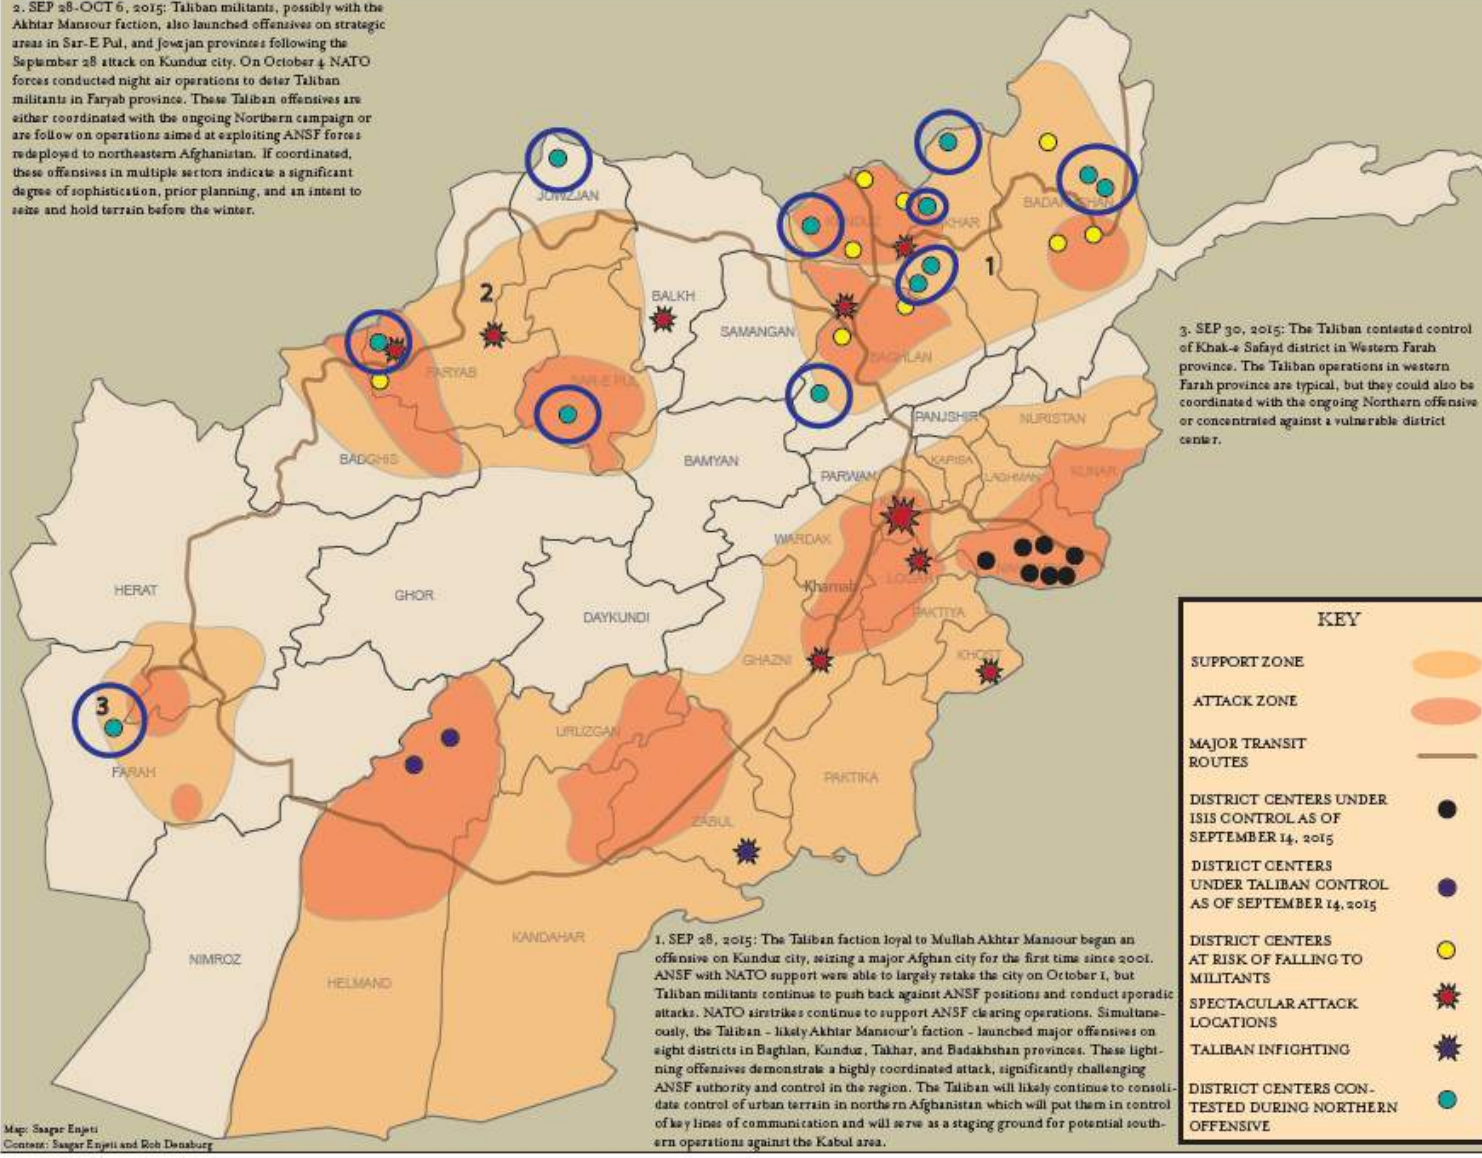 2. SEP 28-OCT 6, 2015: Taliban militants, possibly with the
Akhtar Mansour faction, also launched offensives on strategic
areas in Sar-E Pul, and Jowzjan provinces following the
September 28 attack on Kunduz city. On October 4 NATO
forces conducted night air operations to deter Taliban
militants in Faryab province. These Taliban offensives are
either coordinated with the ongoing Northern campaign or
are follow on operations aimed at exploiting ANSF forces
redeployed to northeastern Afghanistan. If coordinated,
these offensives in multiple sectors indicate a significant
degree of sophistication, prior planning, and an intent to
seize and hold terrain before the winter.
JOWZJAN
BADAKHSHAN
KUNDUZ
KHAR
1
2
BALKH
SAMANGAN
3. SEP 30, 2015: The Taliban contested control
of Khak-e Safayd district in Western Farah
province. The Taliban operations in western
Farah province are typical, but they could also be
coordinated with the ongoing Northern offensive
or concentrated against a vulnerable district
center.
BAGHLAN
FARYAB
SAR-E PUL
PANJSHIR
NURISTAN
BADGHIS
BAMYAN
PARWAN
KAPISA
LAGHMAN
KUNAR
WARDAK
HERAT
GHOR
DAYKUNDI
Khamab
LOGAR
PAKTIYA
GHAZNI
KHOST
3
FARAH
URUZGAN
PAKTIKA
ZABUL
KANDAHAR
NIMROZ
HELMAND
KEY
SUPPORT ZONE
ATTACK ZONE
MAJOR TRANSIT
ROUTES
DISTRICT CENTERS UNDER
ISIS CONTROL AS OF
SEPTEMBER 14, 2015
DISTRICT CENTERS
UNDER TALIBAN CONTROL
AS OF SEPTEMBER 14, 2015
DISTRICT CENTERS
AT RISK OF FALLING TO
MILITANTS
SPECTACULAR ATTACK
LOCATIONS
TALIBAN INFIGHTING
DISTRICT CENTERS CON-
TESTED DURING NORTHERN
OFFENSIVE
1. SEP 28, 2015: The Taliban faction loyal to Mullah Akhtar Mansour began an
offensive on Kunduz city, seizing a major Afghan city for the first time since 2001.
ANSF with NATO support were able to largely retake the city on October 1, but
Taliban militants continue to push back against ANSF positions and conduct sporadic
attacks. NATO airstrikes continue to support ANSF clearing operations. Simultane-
ously, the Taliban - likely Akhtar Mansour's faction - launched major offensives on
eight districts in Baghlan, Kunduz, Takhar, and Badakhshan provinces. These light-
ning offensives demonstrate a highly coordinated attack, significantly challenging
ANSF authority and control in the region. The Taliban will likely continue to consoli-
date control of urban terrain in northern Afghanistan which will put them in control
of key lines of communication and will serve as a staging ground for potential south-
ern operations against the Kabul area.
Map: Saagar Enjeti
Content: Saagar Enjeti and Rob Densburg